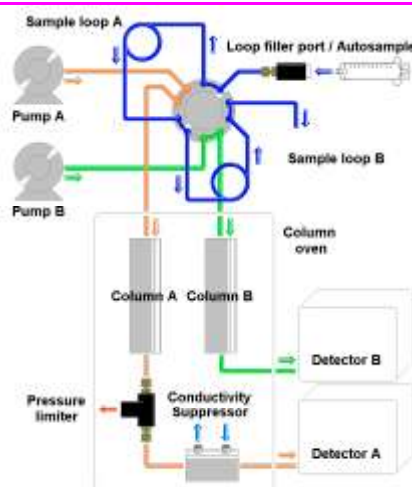 Sample loop A
Loop filler port / Autosample
Pump A
Sample loop B
Pump B
Column
oven
Column A
Column B
Detector B
Pressure
limiter
Conductivity
Suppressor
Detector A